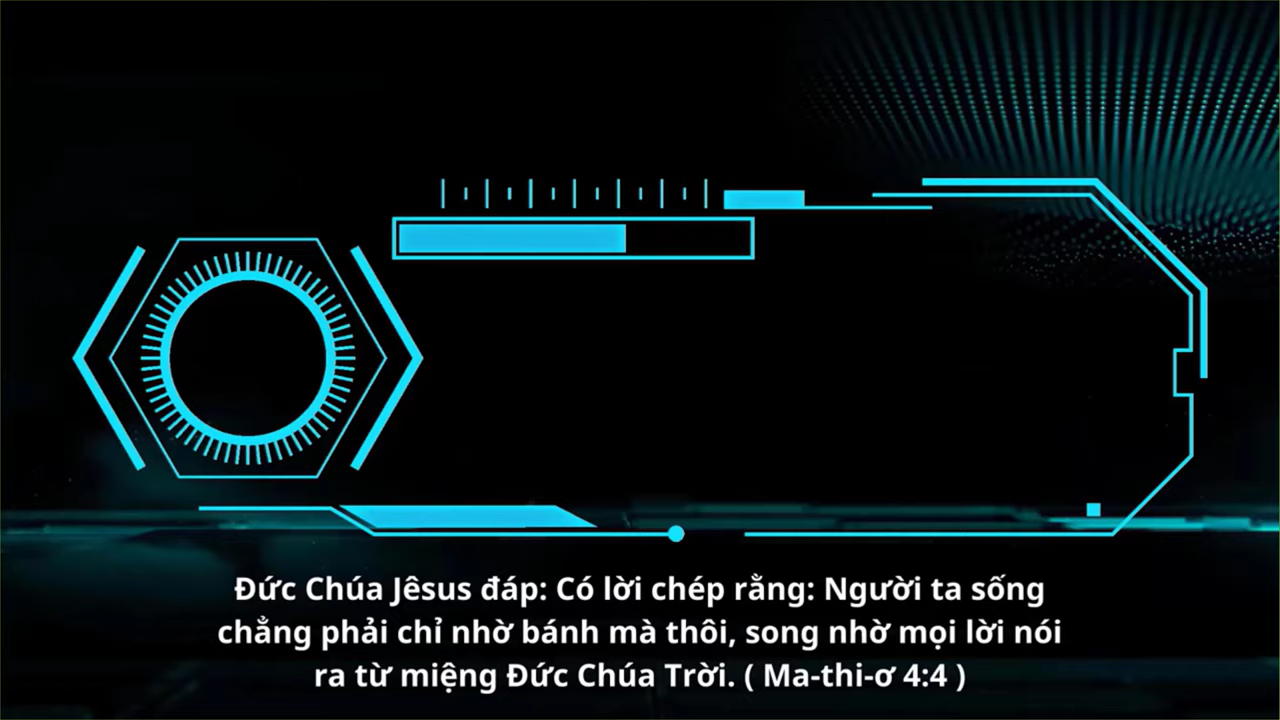 Đức Chúa Jêsus đáp: Có lời chép rằng: Người ta sống
chẳng phải chỉ nhờ bánh mà thôi, song nhờ mọi lời nói
ra từ miệng Đức Chúa Trời. ( Ma-thi-ơ 4:4 )